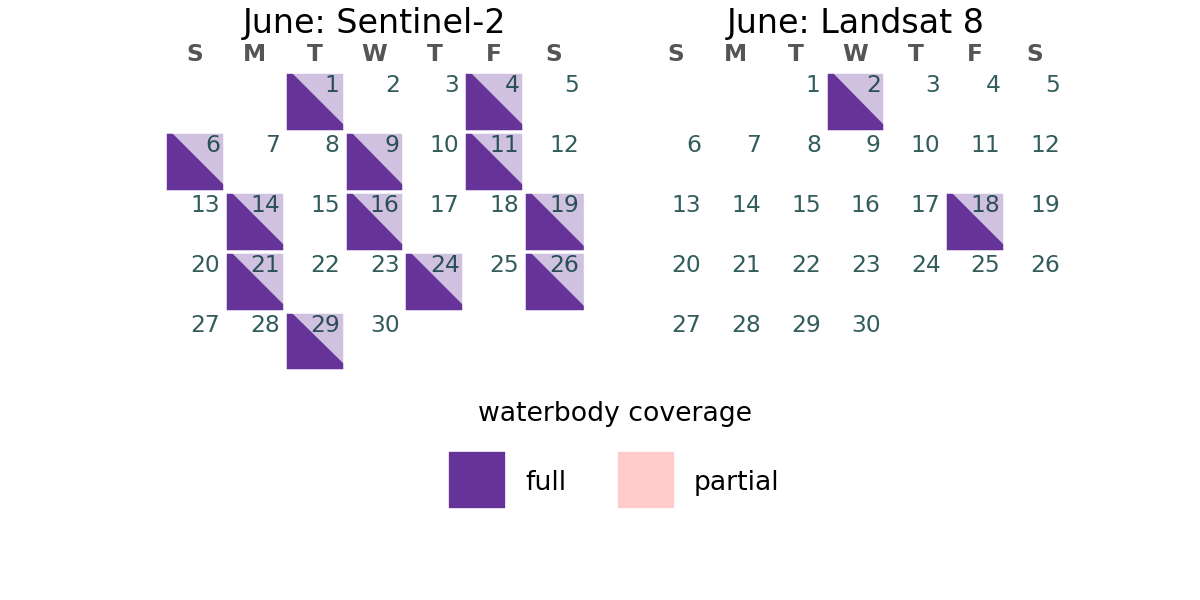 June: Sentinel-2
S M T W T F S
1 2 3 4 5
6 7 8 9 10 11 12
13 14 15 16 17 18 19
20 21 22 23 24 25 26
27 28 29 30
June: Landsat 8
S M T W T F S
1 2 3 4 5
6 7 8 9 10 11 12
13 14 15 16 17 18 19
20 21 22 23 24 25 26
27 28 29 30
waterbody coverage
full
partial